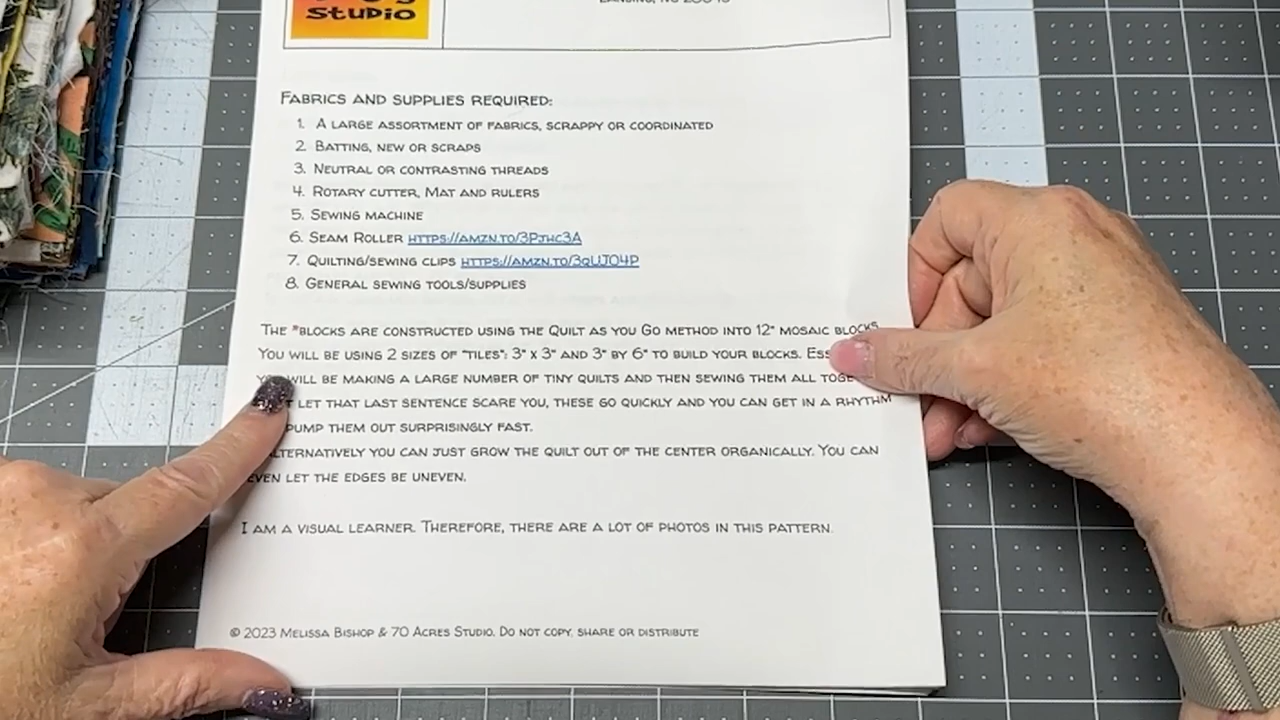 STUDIO
LANSING, NC
FABRICS AND SUPPLIES REQUIRED:
1. A LARGE ASSORTMENT OF FABRICS, SCRAPPY OR COORDINATED
2. BATTING, NEW OR SCRAPS
3. NEUTRAL OR CONTRASTING THREADS
4. ROTARY CUTTER, MAT AND RULERS
5. SEWING MACHINE
6. SEAM ROLLER HTTPS://AMZN.TO/3PJHC3A
7. QUILTING/SEWING CLIPS HTTPS://AMZN.TO/3QUJO4P
8. GENERAL SEWING TOOLS/SUPPLIES
THE "BLOCKS ARE CONSTRUCTED USING THE QUILT AS YOU GO METHOD INTO 12" MOSAIC BLOCKS.
YOU WILL BE USING 2 SIZES OF "TILES": 3" X 3" AND 3" BY 6" TO BUILD YOUR BLOCKS. ESS
WILL BE MAKING A LARGE NUMBER OF TINY QUILTS AND THEN SEWING THEM ALL TOGE
LET THAT LAST SENTENCE SCARE YOU, THESE GO QUICKLY AND YOU CAN GET IN A RHYTHM
PUMP THEM OUT SURPRISINGLY FAST.
ALTERNATIVELY YOU CAN JUST GROW THE QUILT OUT OF THE CENTER ORGANICALLY. YOU CAN
EVEN LET THE EDGES BE UNEVEN.
I AM A VISUAL LEARNER. THEREFORE, THERE ARE A LOT OF PHOTOS IN THIS PATTERN.
© 2023 MELISSA BISHOP & 70 ACRES STUDIO. DO NOT COPY, SHARE OR DISTRIBUTE